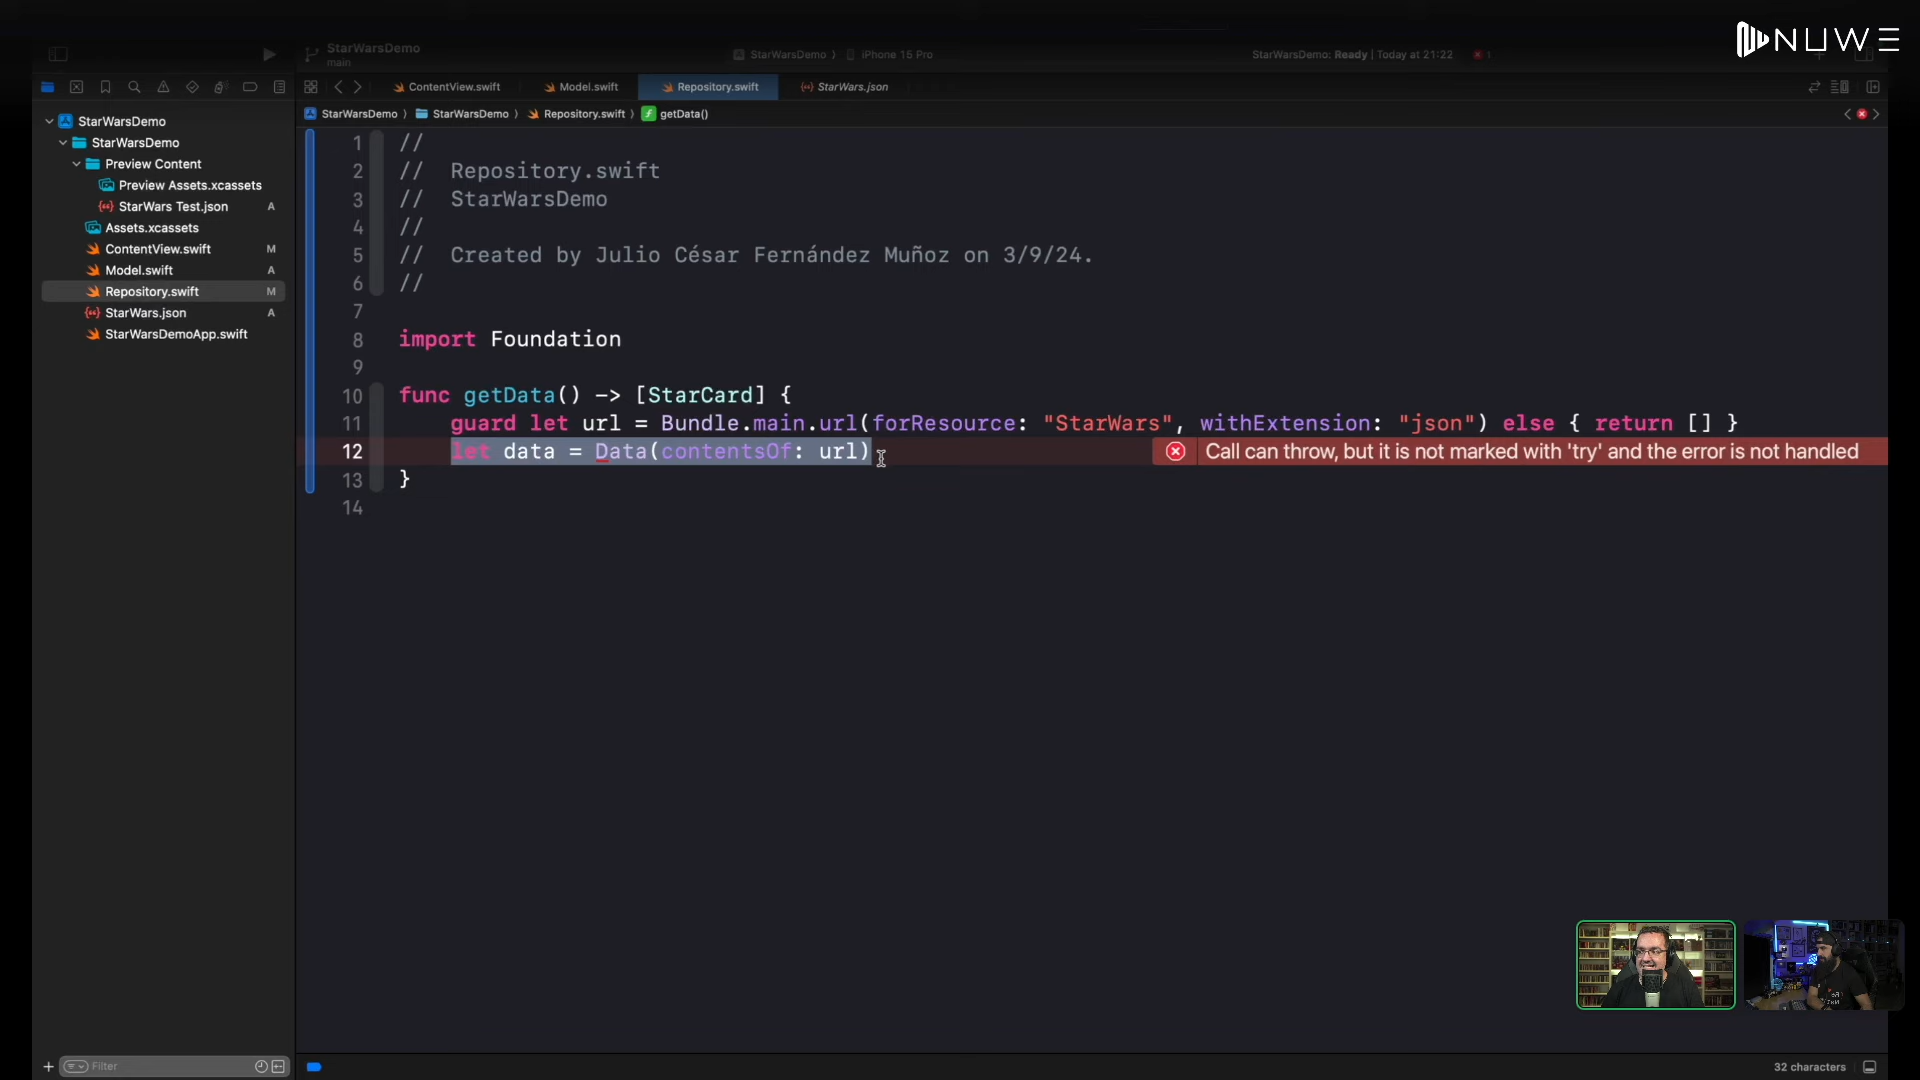 NUWE
StarWarsDemo
main
StarWarsDemo
iPhone 15 Pro
StarWarsDemo: Ready | Today at 21:22
1
ContentView.swift
Model.swift
Repository.swift
StarWars.json
StarWarsDemo
StarWarsDemo
Repository.swift
getData()
StarWarsDemo
StarWarsDemo
Preview Content
Preview Assets.xcassets
StarWars Test.json A
Assets.xcassets
ContentView.swift M
Model.swift A
Repository.swift M
StarWars.json A
StarWarsDemoApp.swift
1 //
2 //  Repository.swift
3 //  StarWarsDemo
4 //
5 //  Created by Julio César Fernández Muñoz on 3/9/24.
6 //
7
8 import Foundation
9
10 func getData() -> [StarCard] {
11     guard let url = Bundle.main.url(forResource: "StarWars", withExtension: "json") else { return [] }
12     let data = Data(contentsOf: url)
Call can throw, but it is not marked with 'try' and the error is not handled
13 }
14
Filter
32 characters